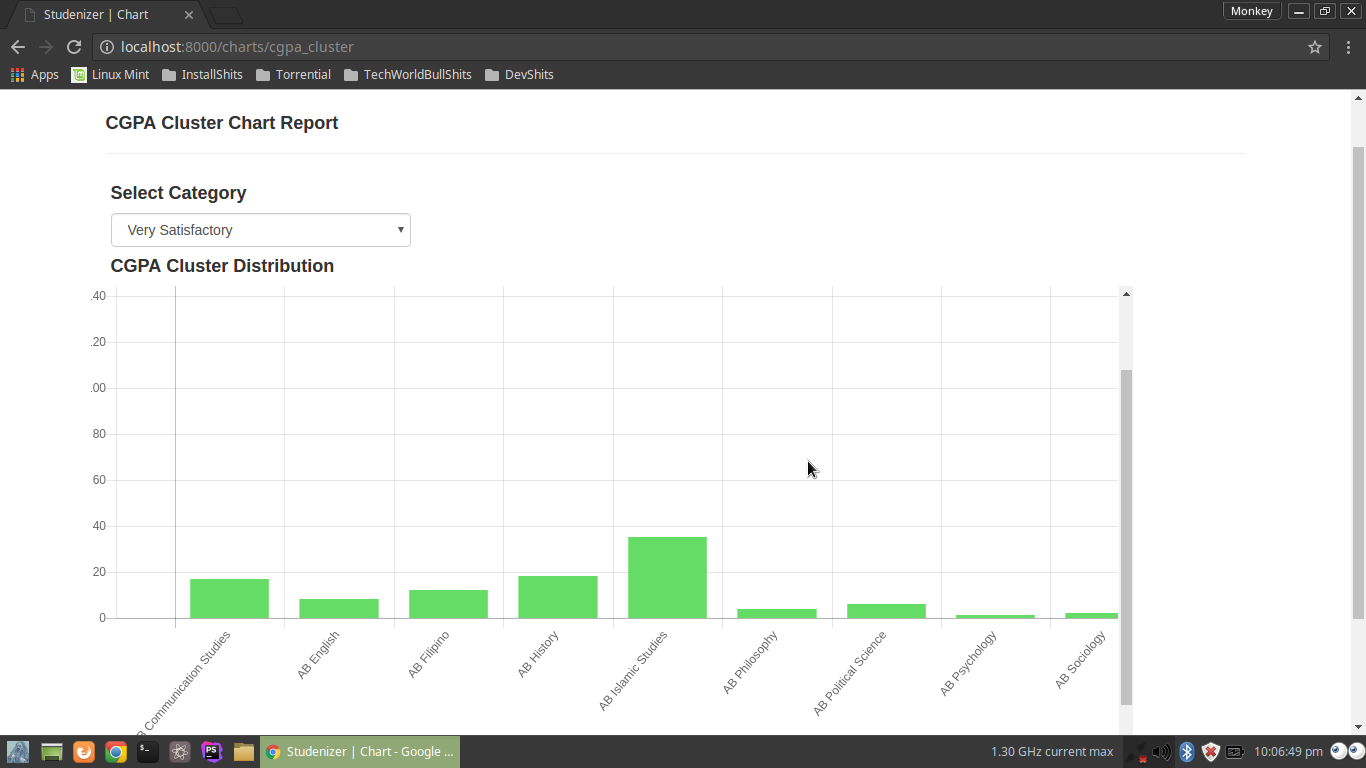 Studenizer | Chart
Monkey
localhost:8000/charts/cgpa_cluster
Apps Linux Mint InstallShits Torrential TechWorldBullShits DevShits
CGPA Cluster Chart Report
Select Category
Very Satisfactory
CGPA Cluster Distribution
40
20
00
80
60
40
20
0
B Communication Studies
AB English
AB Filipino
AB History
AB Islamic Studies
AB Philosophy
AB Political Science
AB Psychology
AB Sociology
PS
Studenizer | Chart - Google ...
1.30 GHz current max
10:06:49 pm